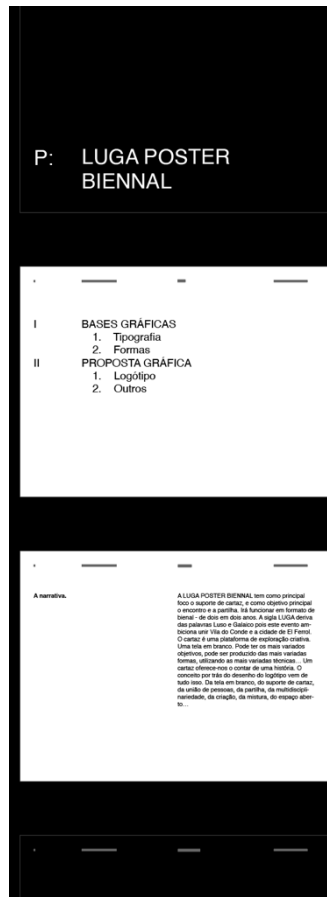 P: LUGA POSTER
BIENNAL
I BASES GRÁFICAS
1. Tipografia
2. Formas
II PROPOSTA GRÁFICA
1. Logótipo
2. Outros
A narrativa.
A LUGA POSTER BIENNAL tem como principal
foco o suporte de cartaz, e como objetivo principal
o encontro e a partilha. Irá funcionar em formato de
bienal - de dois em dois anos. A sigla LUGA deriva
das palavras Luso e Galaico pois este evento am-
biciona unir Vila do Conde e a cidade de El Ferrol.
O cartaz é uma plataforma de exploração criativa.
Uma tela em branco. Pode ter os mais variados
objetivos, pode ser produzido das mais variadas
formas, utilizando as mais variadas técnicas... Um
cartaz oferece-nos o contar de uma história. O
conceito por trás do desenho do logótipo vem de
tudo isso. Da tela em branco, do suporte de cartaz,
da união de pessoas, da partilha, da multidiscipli-
nariedade, da criação, da mistura, do espaço aber-
to...